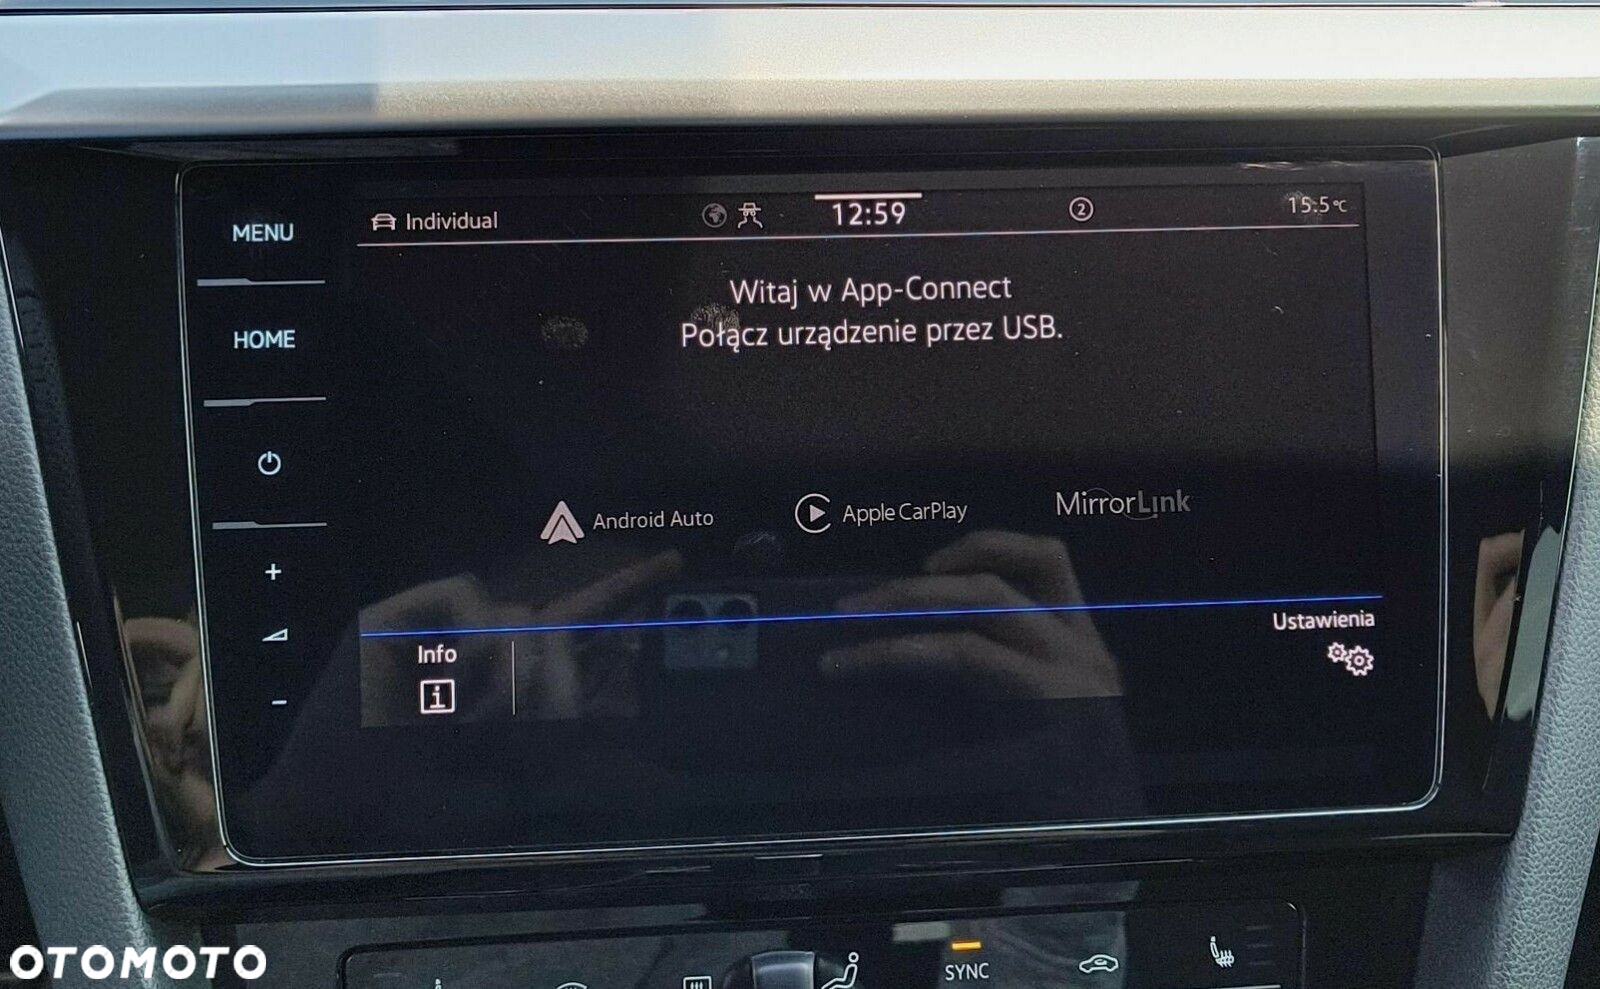 MENU
Individual
12:59
2
15:5°C
Witaj w App-Connect
Połącz urządzenie przez USB.
HOME
Android Auto
Apple CarPlay
MirrorLink
+
-
Info
i
Ustawienia
SYNC
OTOMOTO